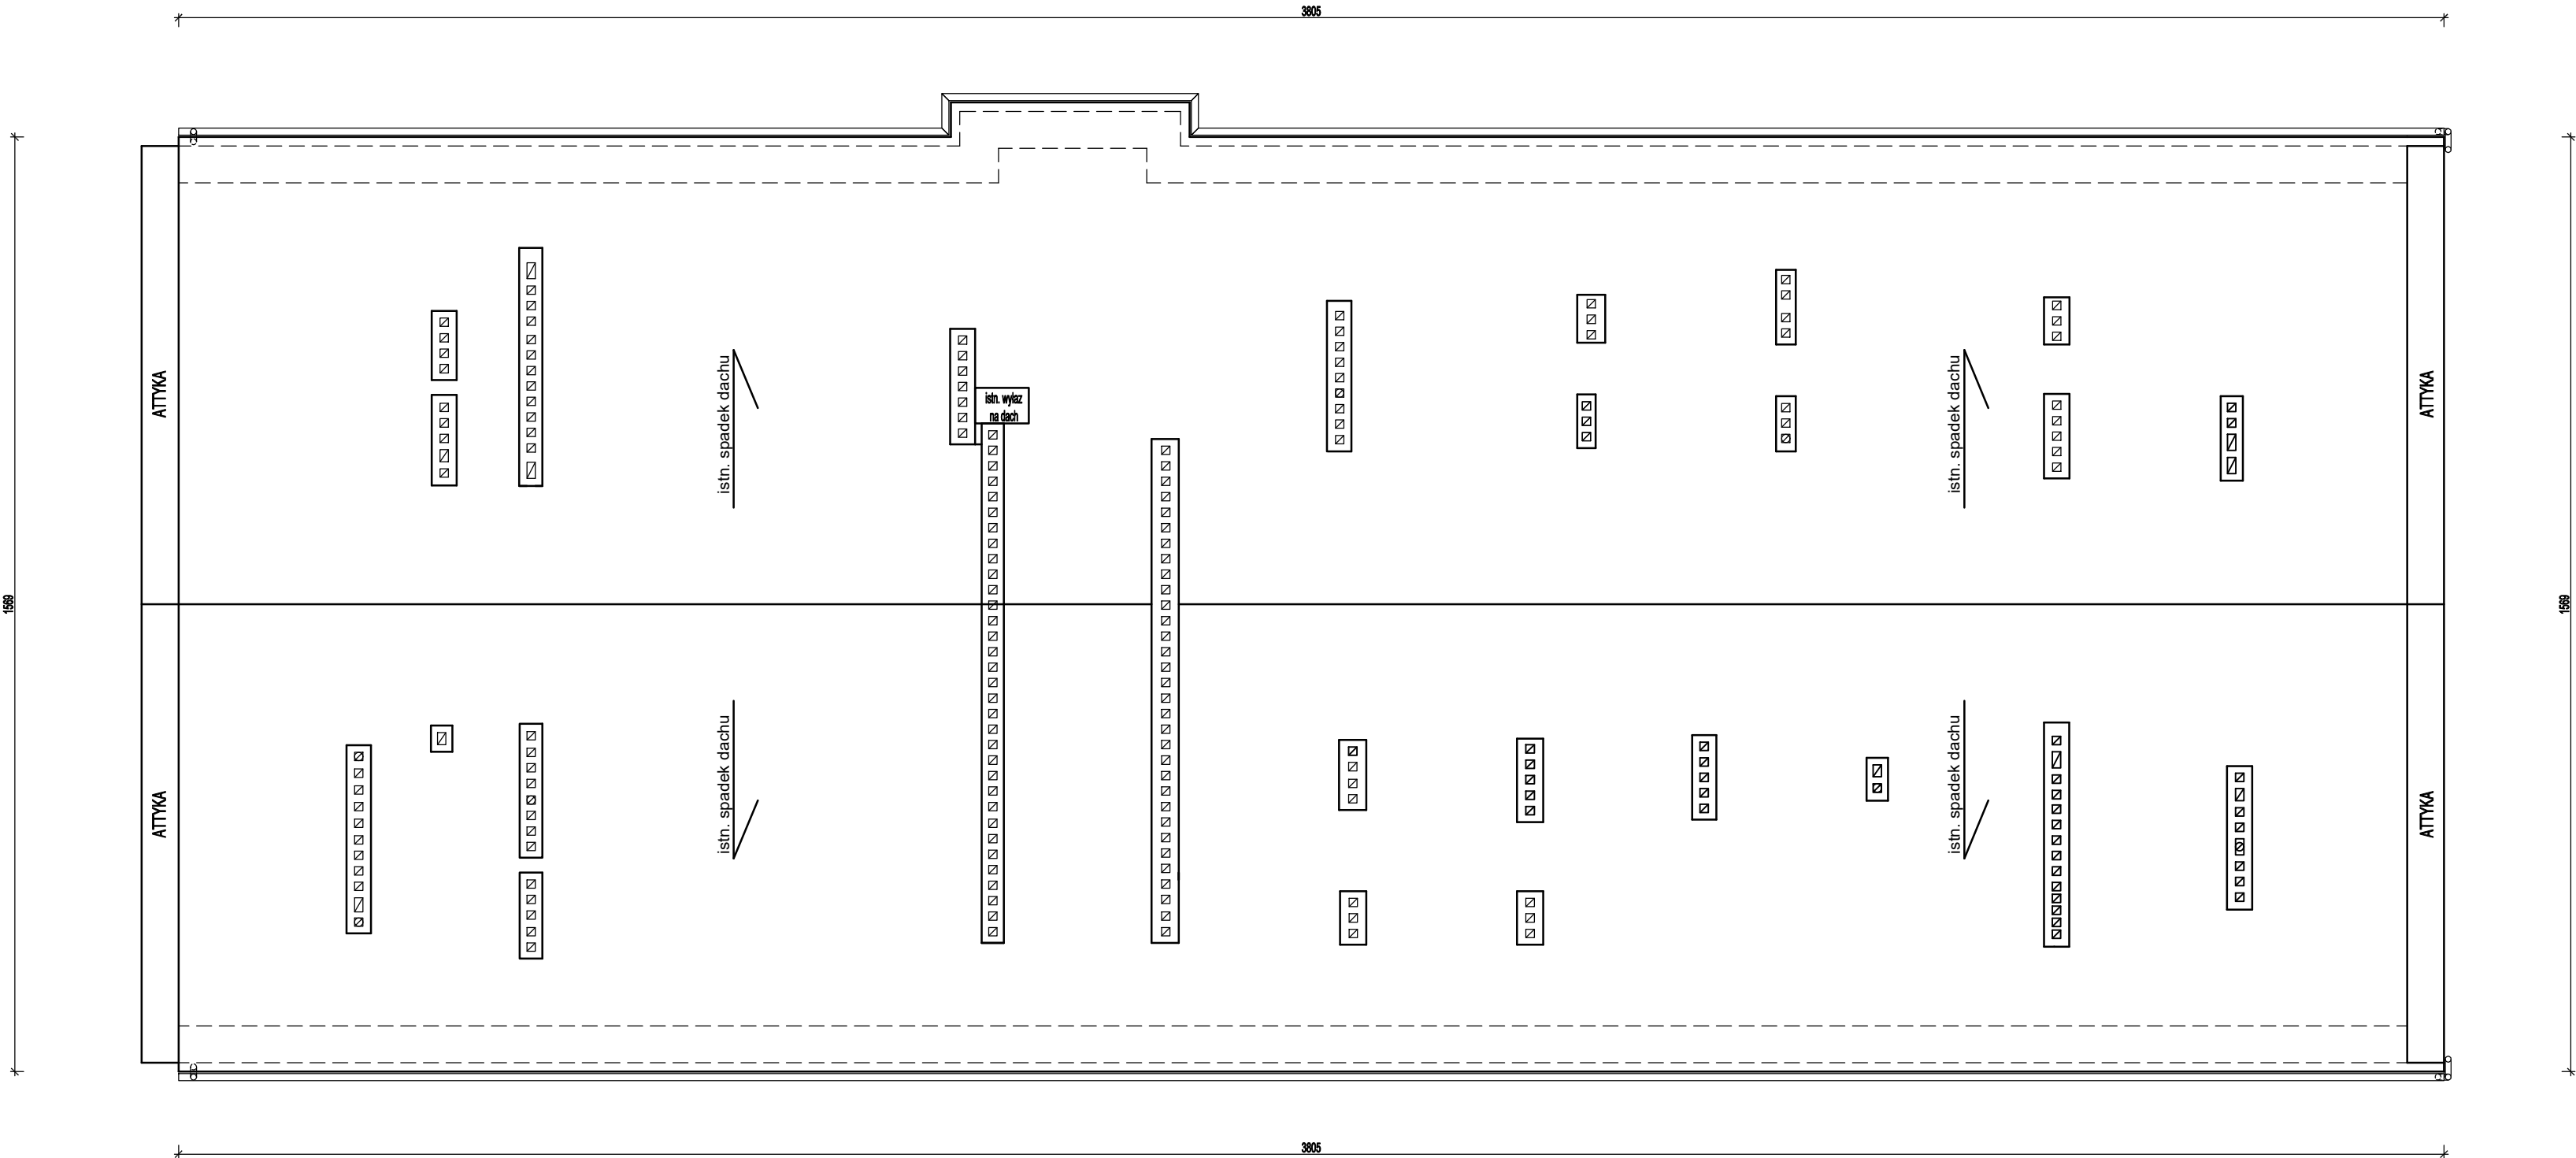 3805
ATTYKA
istn. spadek dachu
istn. wyłaz
na dach
istn. spadek dachu
ATTYKA
1569
1569
ATTYKA
istn. spadek dachu
istn. spadek dachu
ATTYKA
3805